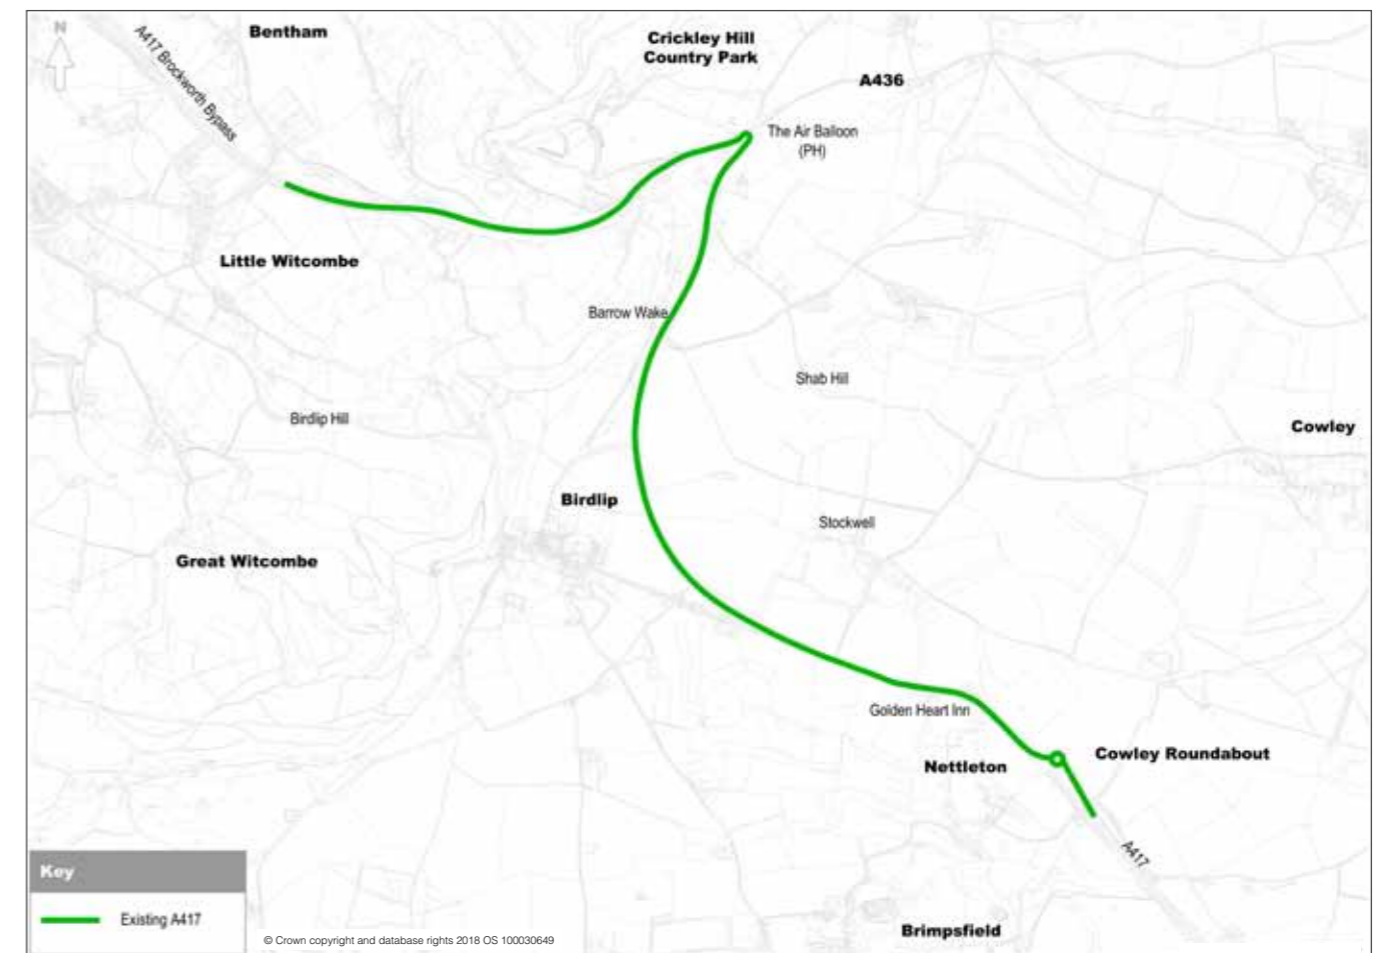 N
A417 Brockworth Bypass
Bentham
Crickley Hill
Country Park
A436
The Air Balloon
(PH)
Little Witcombe
Barrow Wake
Shab Hill
Birdlip Hill
Cowley
Birdlip
Stockwell
Great Witcombe
Golden Heart Inn
Cowley Roundabout
Nettleton
A417
Key
Existing A417
Brimpsfield
© Crown copyright and database rights 2018 OS 100030649